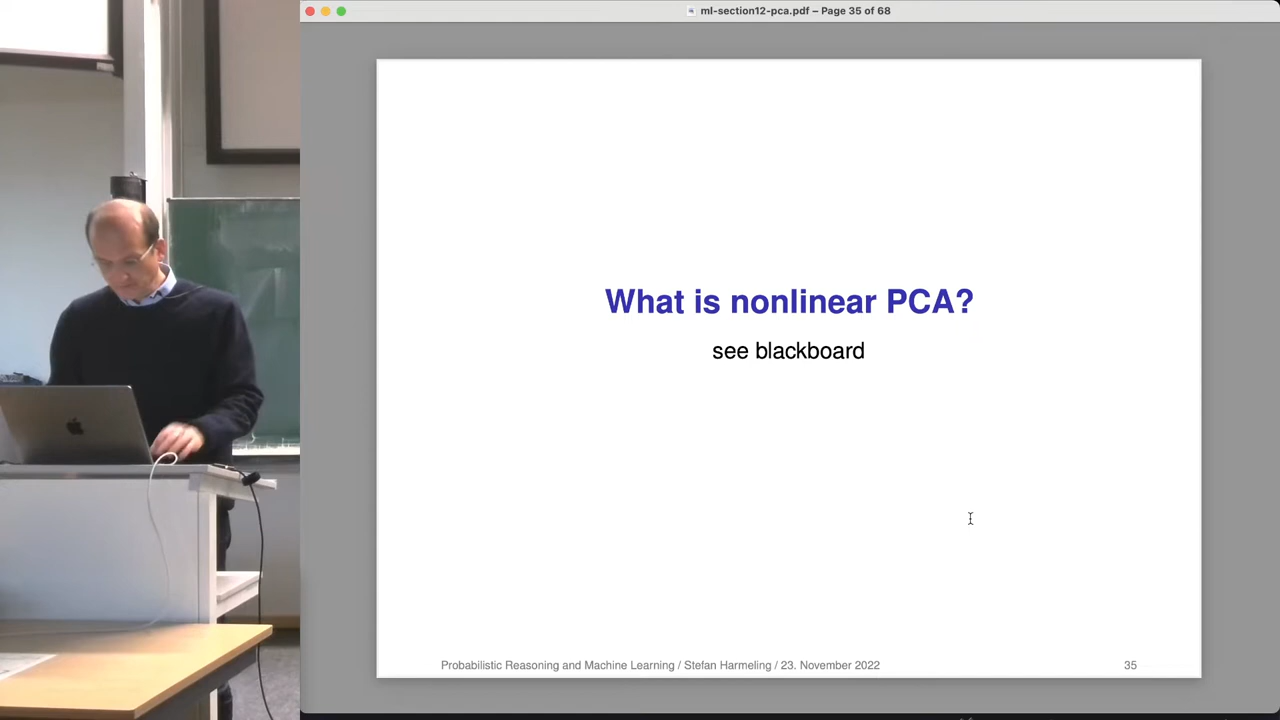 ml-section12-pca.pdf – Page 35 of 68
What is nonlinear PCA?
see blackboard
Probabilistic Reasoning and Machine Learning / Stefan Harmeling / 23. November 2022
35